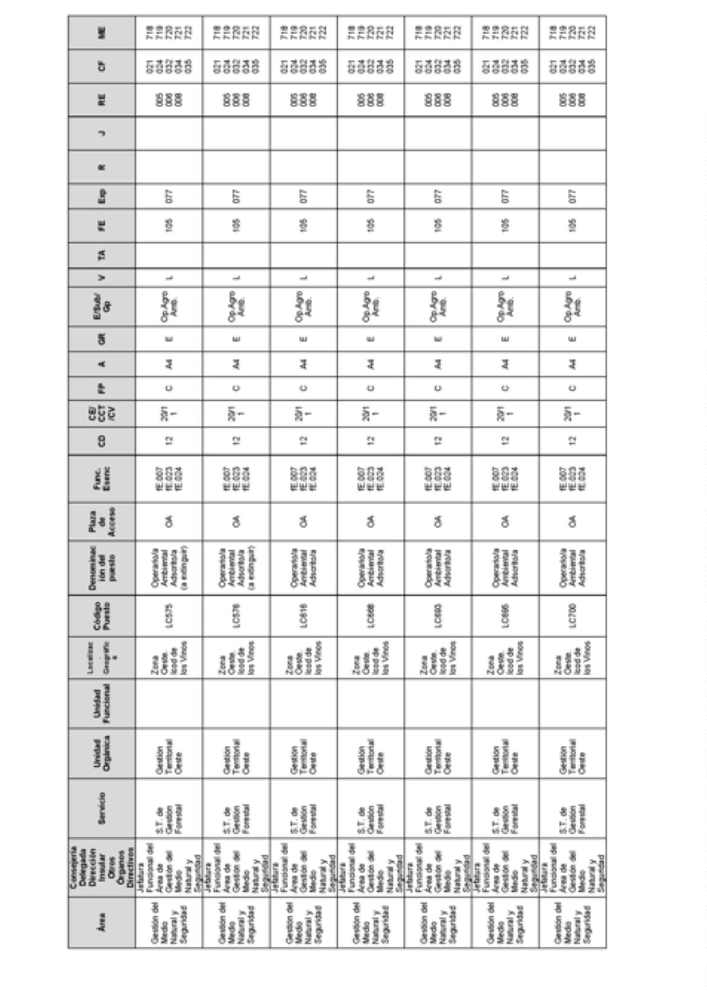 Área
Consejería
Delegada
Dirección
Insular
Otros
Órganos
Directivos
Servicio
Unidad
Orgánica
Unidad
Funcional
Localizac
.
Geográfic
a
Código
Puesto
Denominac
ión del
puesto
Plaza
de
Acceso
Func.
Esenc
CD
CE/
CCT
/CV
FP
A
GR
E/Sub/
Gp
V
TA
FE
Exp
R
J
RE
CF
ME
Gestión del
Medio
Natural y
Seguridad
Jefatura
Funcional del
Área de
Gestión del
Medio
Natural y
Seguridad
S.T. de
Gestión
Forestal
Gestión
Territorial
Oeste
Zona
Oeste.
Icod de
los Vinos
LC575
Operario/a
Ambiental
Adscrito/a
(a extinguir)
OA
fE.007
fE.023
fE.024
12
20/1
1
C
A4
E
Op.Agro
Amb.
L
105
077
005
006
008
021
024
032
034
035
718
719
720
721
722
Gestión del
Medio
Natural y
Seguridad
Jefatura
Funcional del
Área de
Gestión del
Medio
Natural y
Seguridad
S.T. de
Gestión
Forestal
Gestión
Territorial
Oeste
Zona
Oeste.
Icod de
los Vinos
LC576
Operario/a
Ambiental
Adscrito/a
(a extinguir)
OA
fE.007
fE.023
fE.024
12
20/1
1
C
A4
E
Op.Agro
Amb.
L
105
077
005
006
008
021
024
032
034
035
718
719
720
721
722
Gestión del
Medio
Natural y
Seguridad
Jefatura
Funcional del
Área de
Gestión del
Medio
Natural y
Seguridad
S.T. de
Gestión
Forestal
Gestión
Territorial
Oeste
Zona
Oeste.
Icod de
los Vinos
LC616
Operario/a
Ambiental
Adscrito/a
OA
fE.007
fE.023
fE.024
12
20/1
1
C
A4
E
Op.Agro
Amb.
L
105
077
005
006
008
021
024
032
034
035
718
719
720
721
722
Gestión del
Medio
Natural y
Seguridad
Jefatura
Funcional del
Área de
Gestión del
Medio
Natural y
Seguridad
S.T. de
Gestión
Forestal
Gestión
Territorial
Oeste
Zona
Oeste.
Icod de
los Vinos
LC668
Operario/a
Ambiental
Adscrito/a
OA
fE.007
fE.023
fE.024
12
20/1
1
C
A4
E
Op.Agro
Amb.
L
105
077
005
006
008
021
024
032
034
035
718
719
720
721
722
Gestión del
Medio
Natural y
Seguridad
Jefatura
Funcional del
Área de
Gestión del
Medio
Natural y
Seguridad
S.T. de
Gestión
Forestal
Gestión
Territorial
Oeste
Zona
Oeste.
Icod de
los Vinos
LC693
Operario/a
Ambiental
Adscrito/a
OA
fE.007
fE.023
fE.024
12
20/1
1
C
A4
E
Op.Agro
Amb.
L
105
077
005
006
008
021
024
032
034
035
718
719
720
721
722
Gestión del
Medio
Natural y
Seguridad
Jefatura
Funcional del
Área de
Gestión del
Medio
Natural y
Seguridad
S.T. de
Gestión
Forestal
Gestión
Territorial
Oeste
Zona
Oeste.
Icod de
los Vinos
LC695
Operario/a
Ambiental
Adscrito/a
OA
fE.007
fE.023
fE.024
12
20/1
1
C
A4
E
Op.Agro
Amb.
L
105
077
005
006
008
021
024
032
034
035
718
719
720
721
722
Gestión del
Medio
Natural y
Seguridad
Jefatura
Funcional del
Área de
Gestión del
Medio
Natural y
Seguridad
S.T. de
Gestión
Forestal
Gestión
Territorial
Oeste
Zona
Oeste.
Icod de
los Vinos
LC700
Operario/a
Ambiental
Adscrito/a
OA
fE.007
fE.023
fE.024
12
20/1
1
C
A4
E
Op.Agro
Amb.
L
105
077
005
006
008
021
024
032
034
035
718
719
720
721
722